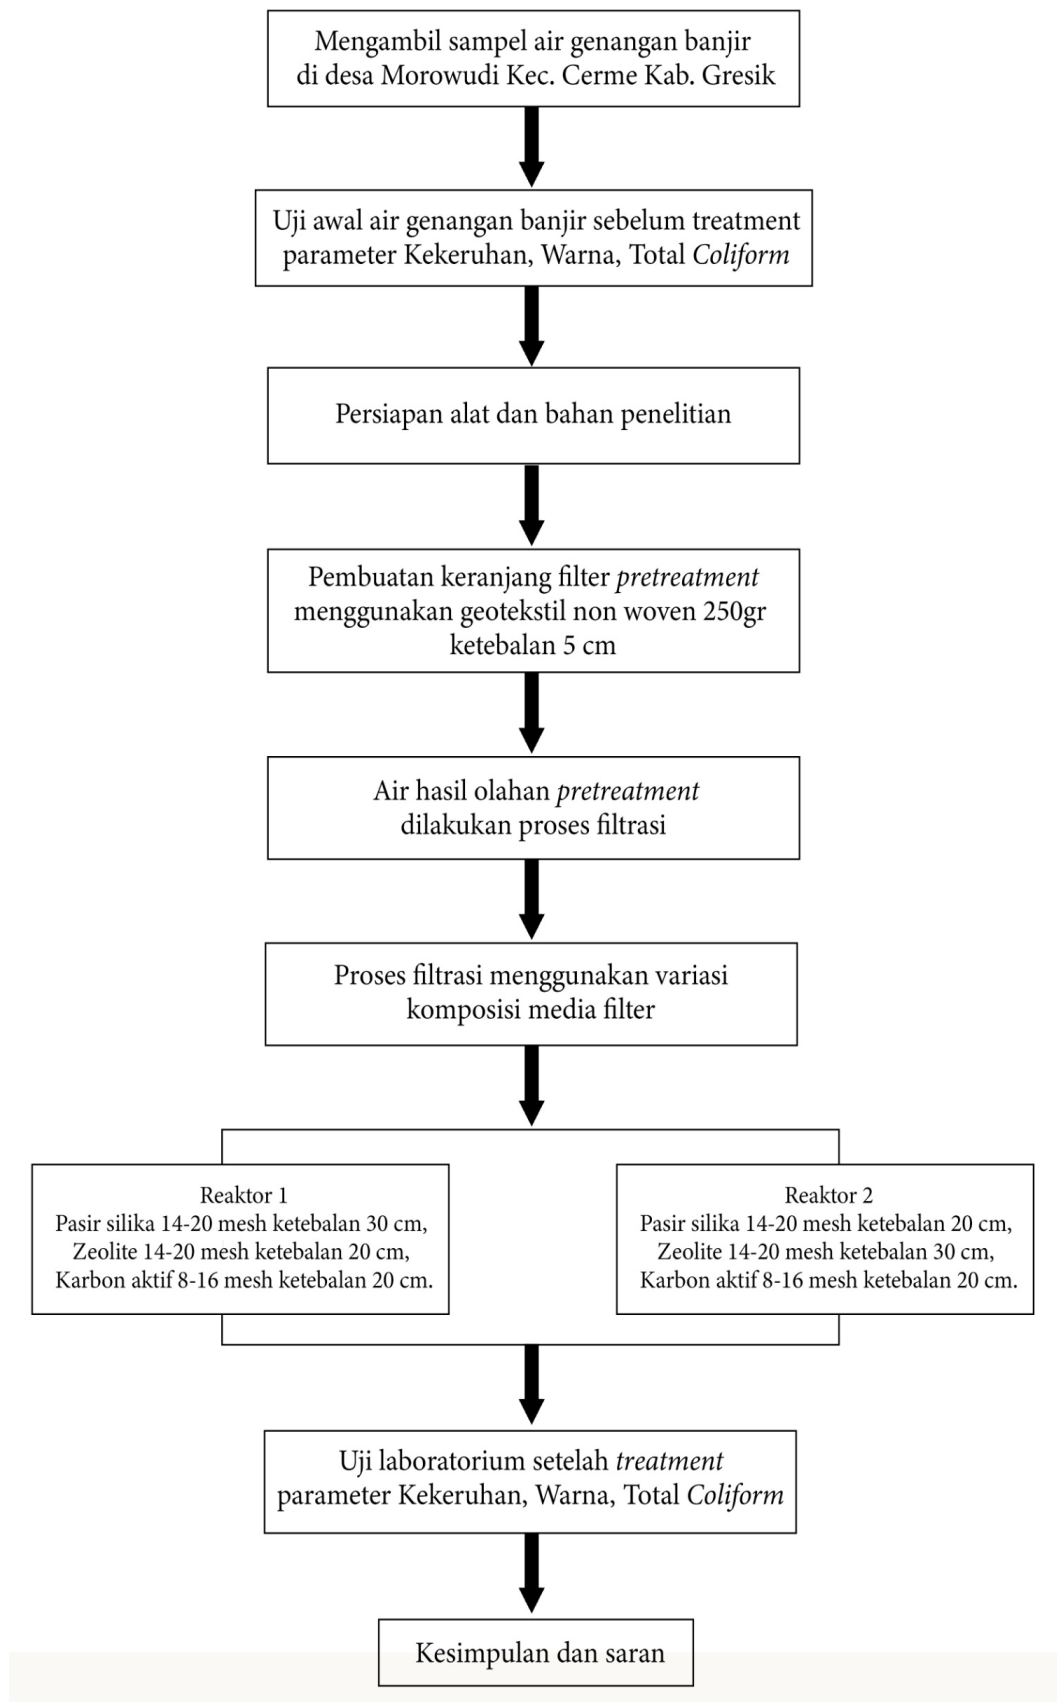 Mengambil sampel air genangan banjir
di desa Morowudi Kec. Cerme Kab. Gresik
Uji awal air genangan banjir sebelum treatment
parameter Kekeruhan, Warna, Total Coliform
Persiapan alat dan bahan penelitian
Pembuatan keranjang filter pretreatment
menggunakan geotekstil non woven 250gr
ketebalan 5 cm
Air hasil olahan pretreatment
dilakukan proses filtrasi
Proses filtrasi menggunakan variasi
komposisi media filter
Reaktor 1
Pasir silika 14-20 mesh ketebalan 30 cm,
Zeolite 14-20 mesh ketebalan 20 cm,
Karbon aktif 8-16 mesh ketebalan 20 cm.
Reaktor 2
Pasir silika 14-20 mesh ketebalan 20 cm,
Zeolite 14-20 mesh ketebalan 30 cm,
Karbon aktif 8-16 mesh ketebalan 20 cm.
Uji laboratorium setelah treatment
parameter Kekeruhan, Warna, Total Coliform
Kesimpulan dan saran